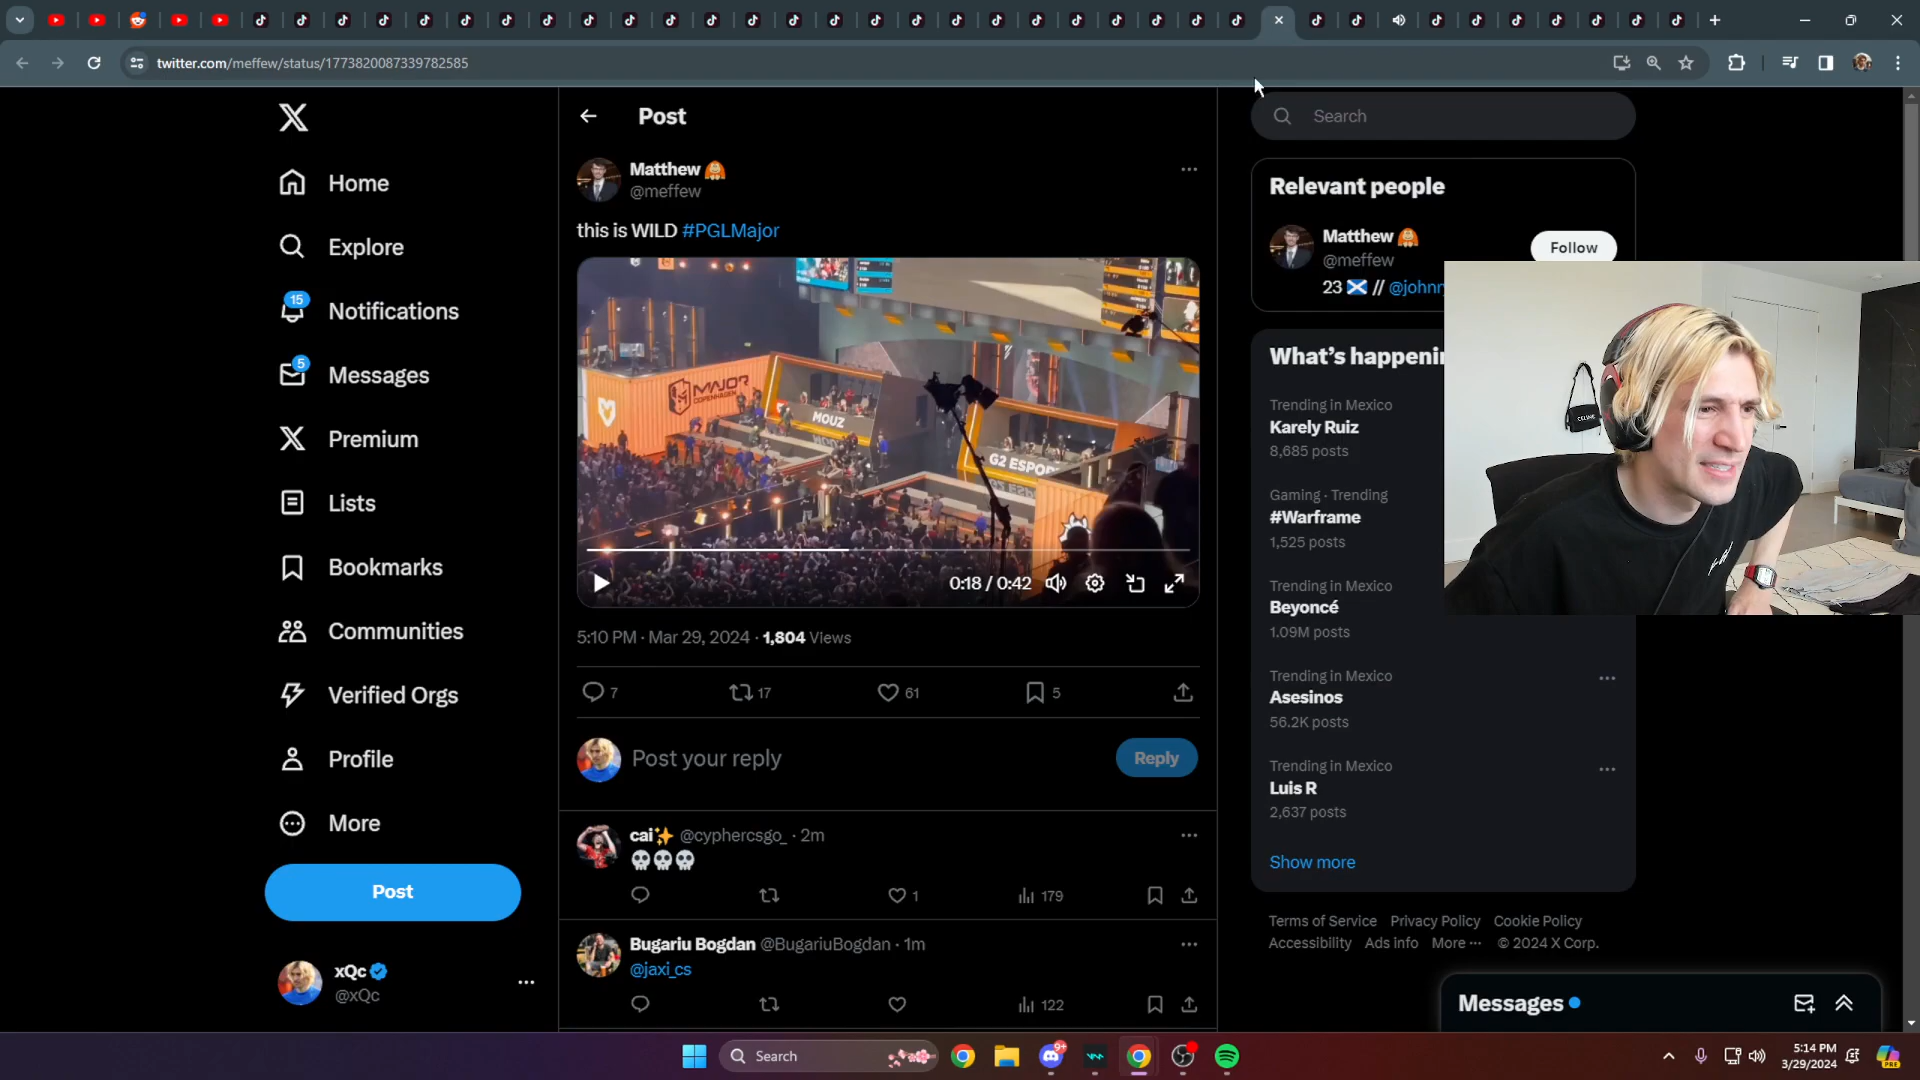 twitter.com/meffew/status/1773820087339782585
Home
Explore
15
Notifications
5
Messages
Premium
Lists
Bookmarks
Communities
Verified Orgs
Profile
More
Post
xQc
@xQc
Post
Matthew
@meffew
this is WILD #PGLMajor
MAJOR
COPENHAGEN
MOUZ
G2 ESPOR
0:18 / 0:42
5:10 PM · Mar 29, 2024 · 1,804 Views
7
17
61
5
Post your reply
Reply
cai✨ @cyphercsgo_ · 2m
💀💀💀
1
179
Bugariu Bogdan @BugariuBogdan · 1m
@jaxi_cs
122
Search
Relevant people
Matthew
@meffew
Follow
23 🏴󠁧󠁢󠁳󠁣󠁴󠁿 // @johnn
What's happenin
Trending in Mexico
Karely Ruiz
8,685 posts
Gaming · Trending
#Warframe
1,525 posts
Trending in Mexico
Beyoncé
1.09M posts
Trending in Mexico
Asesinos
56.2K posts
Trending in Mexico
Luis R
2,637 posts
Show more
Terms of Service Privacy Policy Cookie Policy
Accessibility Ads info More ··· © 2024 X Corp.
CELINE
Messages
Search
9+
5:14 PM
3/29/2024
PRE